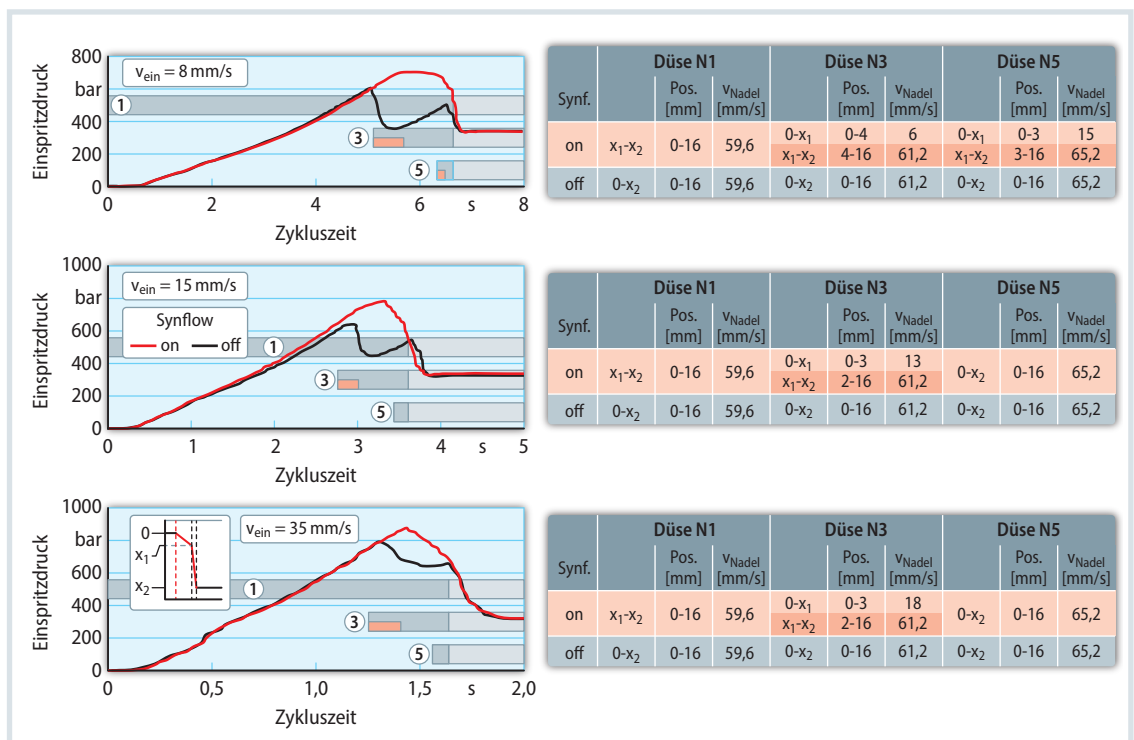 Einspritzdruck
800
bar
400
200
0
v_ein = 8 mm/s
1
3
5
0 2 4 6 s 8
Zykluszeit
Düse N1 Düse N3 Düse N5
Synf. Pos. [mm] v_Nadel [mm/s] Pos. [mm] v_Nadel [mm/s] Pos. [mm] v_Nadel [mm/s]
on x₁-x₂ 0-16 59,6 0-x₁ 0-4 6 0-x₁ 0-3 15
x₁-x₂ 4-16 61,2 x₁-x₂ 3-16 65,2
off 0-x₂ 0-16 59,6 0-x₂ 0-16 61,2 0-x₂ 0-16 65,2
Einspritzdruck
1000
bar
600
400
200
0
v_ein = 15 mm/s
Synflow
on off
1
3
5
0 1 2 3 4 s 5
Zykluszeit
Düse N1 Düse N3 Düse N5
Synf. Pos. [mm] v_Nadel [mm/s] Pos. [mm] v_Nadel [mm/s] Pos. [mm] v_Nadel [mm/s]
on x₁-x₂ 0-16 59,6 0-x₁ 0-3 13 0-x₂ 0-16 65,2
x₁-x₂ 2-16 61,2
off 0-x₂ 0-16 59,6 0-x₂ 0-16 61,2 0-x₂ 0-16 65,2
Einspritzdruck
1000
bar
600
400
200
0
0
x₁
x₂
v_ein = 35 mm/s
1
3
5
0 0,5 1,0 1,5 s 2,0
Zykluszeit
Düse N1 Düse N3 Düse N5
Synf. Pos. [mm] v_Nadel [mm/s] Pos. [mm] v_Nadel [mm/s] Pos. [mm] v_Nadel [mm/s]
on x₁-x₂ 0-16 59,6 0-x₁ 0-3 18 0-x₂ 0-16 65,2
x₁-x₂ 2-16 61,2
off 0-x₂ 0-16 59,6 0-x₂ 0-16 61,2 0-x₂ 0-16 65,2